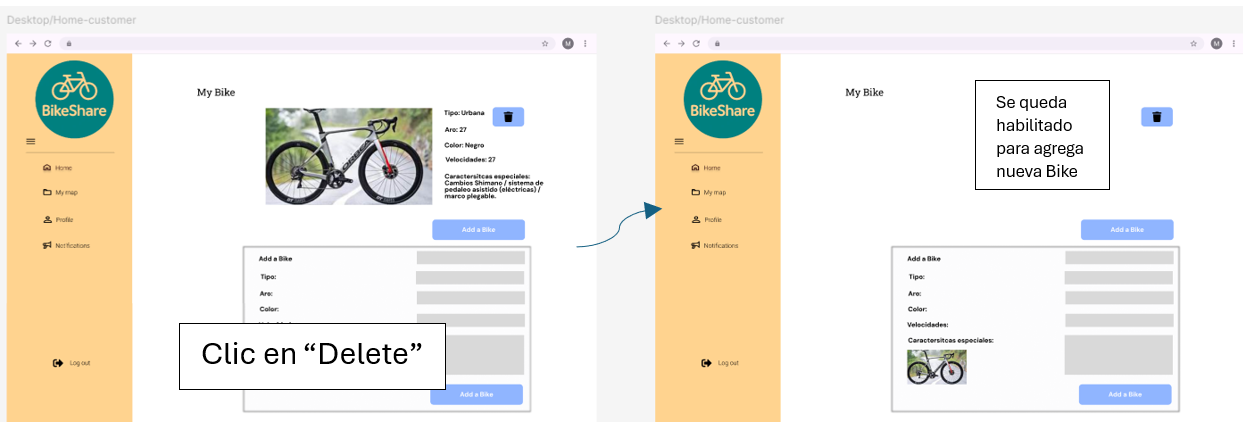 Desktop/Home-customer
M
BikeShare
Home
My map
Profile
Notifications
Log out
My Bike
ORBEA
Tipo: Urbana
Aro: 27
Color: Negro
Velocidades: 27
Caractersitcas especiales:
Cambios Shimano / sistema de
pedaleo asistido (eléctricas) /
marco plegable.
Add a Bike
Add a Bike
Tipo:
Aro:
Color:
Clic en “Delete”
Add a Bike
Desktop/Home-customer
M
BikeShare
Home
My map
Profile
Notifications
Log out
My Bike
Se queda
habilitado
para agrega
nueva Bike
Add a Bike
Add a Bike
Tipo:
Aro:
Color:
Velocidades:
Caractersitcas especiales:
Add a Bike